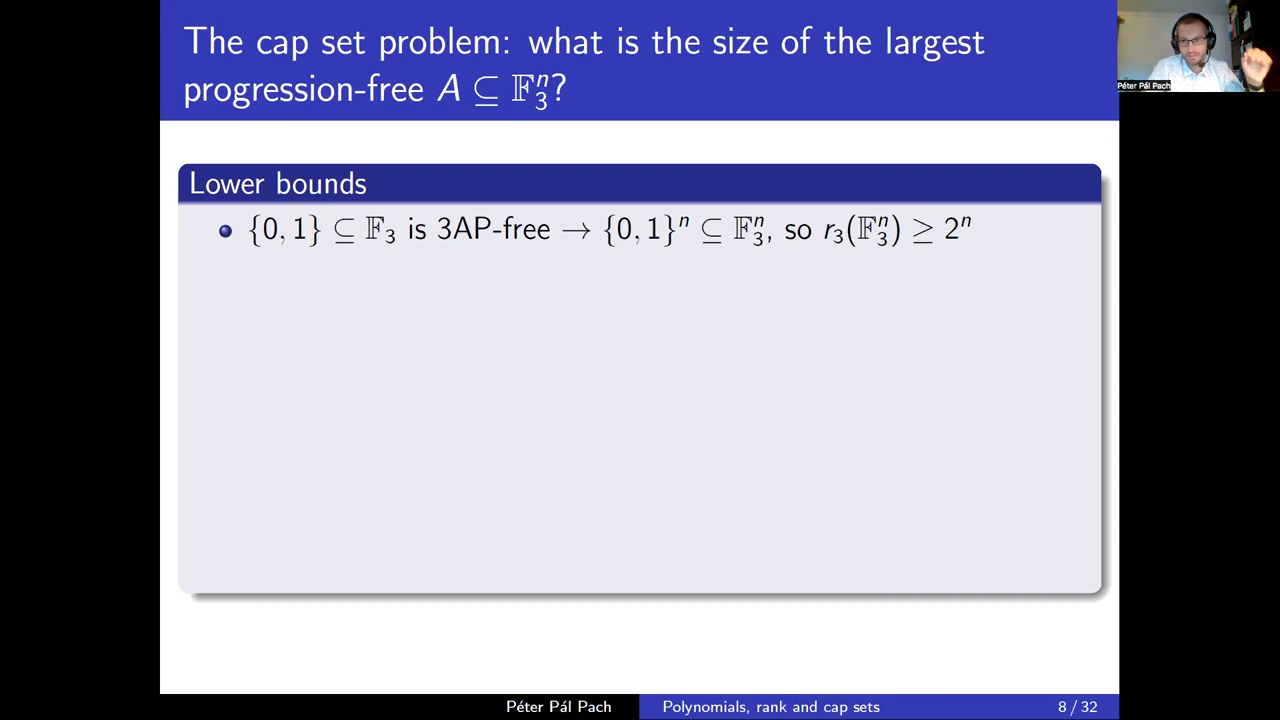 The cap set problem: what is the size of the largest
progression-free A ⊆ 𝔽₃ⁿ?
Péter Pál Pach
Lower bounds
{0, 1} ⊆ 𝔽₃ is 3AP-free → {0, 1}ⁿ ⊆ 𝔽₃ⁿ, so r₃(𝔽₃ⁿ) ≥ 2ⁿ
Péter Pál Pach
Polynomials, rank and cap sets
8 / 32